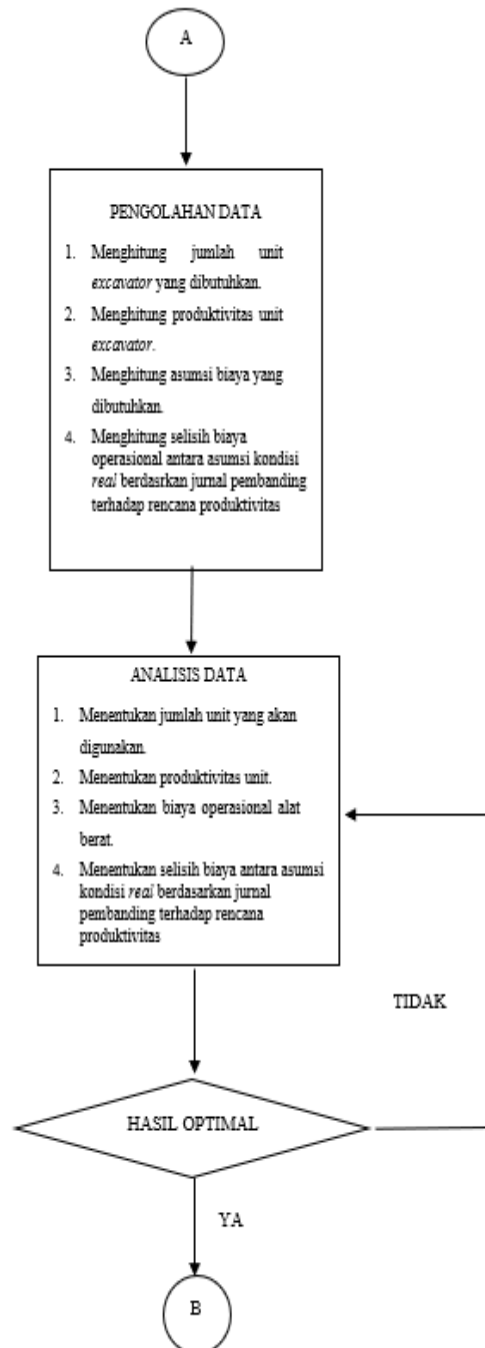 A
PENGOLAHAN DATA
1. Menghitung jumlah unit
excavator yang dibutuhkan.
2. Menghitung produktivitas unit
excavator.
3. Menghitung asumsi biaya yang
dibutuhkan.
4. Menghitung selisih biaya
operasional antara asumsi kondisi
real berdasrkan jurnal pembanding
terhadap rencana produktivitas
ANALISIS DATA
1. Menentukan jumlah unit yang akan
digunakan.
2. Menentukan produktivitas unit.
3. Menentukan biaya operasional alat
berat.
4. Menentukan selisih biaya antara asumsi
kondisi real berdasarkan jurnal
pembanding terhadap rencana
produktivitas
TIDAK
HASIL OPTIMAL
YA
B